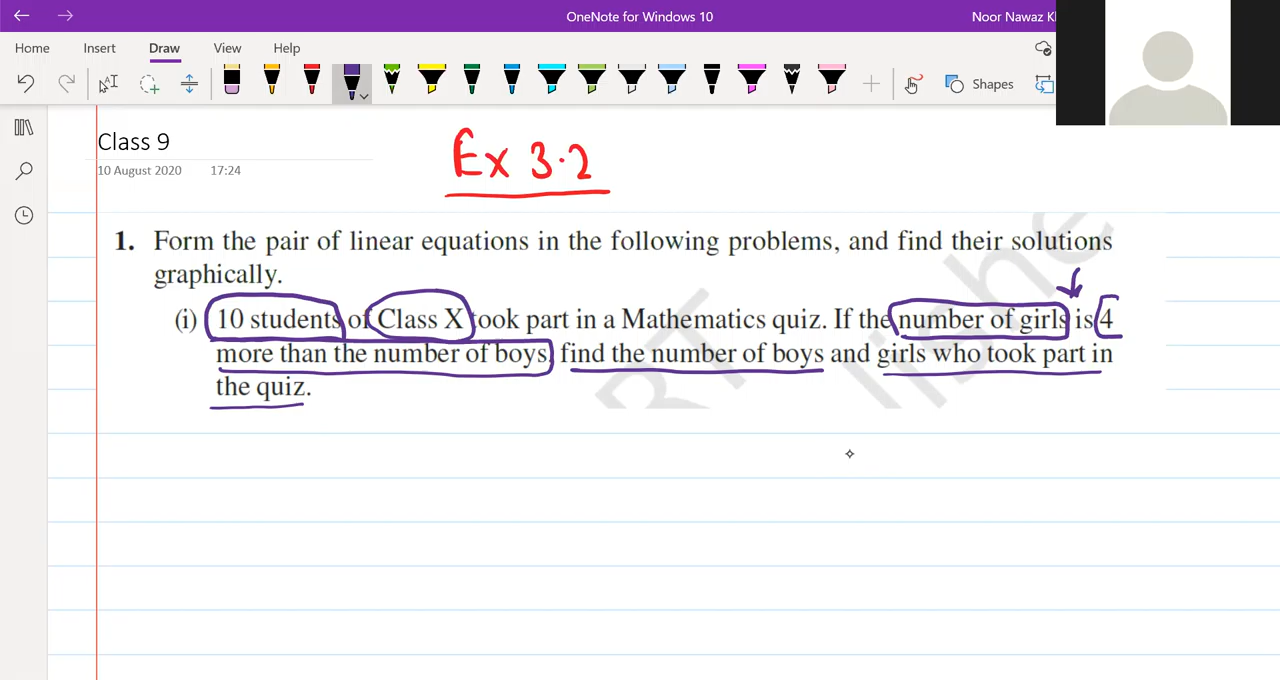 OneNote for Windows 10
Noor Nawaz
Home Insert Draw View Help
Shapes
Class 9
10 August 2020 17:24
Ex 3.2
1. Form the pair of linear equations in the following problems, and find their solutions
graphically.
(i) 10 students of Class X took part in a Mathematics quiz. If the number of girls is 4
more than the number of boys, find the number of boys and girls who took part in
the quiz.